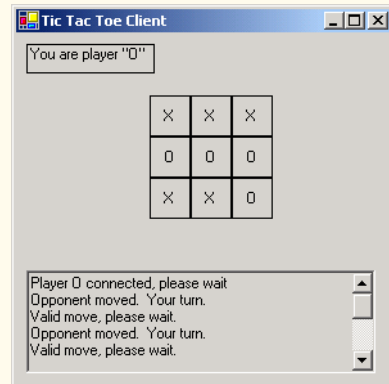 Tic Tac Toe Client
You are player "O"
X X X
O O O
X X O
Player O connected, please wait
Opponent moved.  Your turn.
Valid move, please wait.
Opponent moved.  Your turn.
Valid move, please wait.